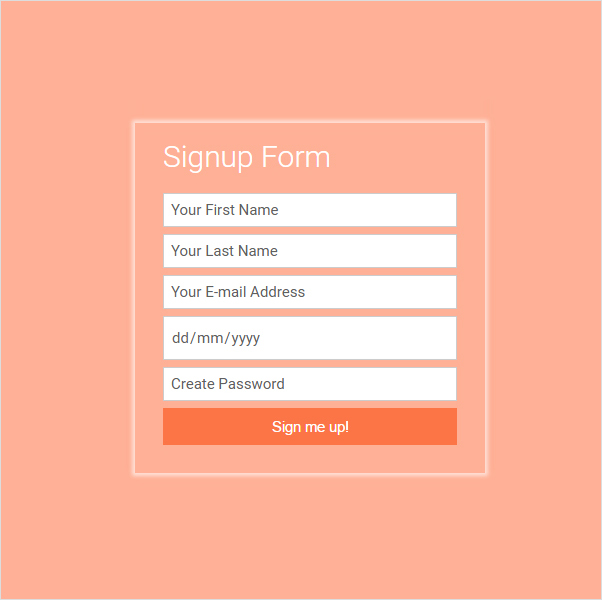 Signup Form
Your First Name
Your Last Name
Your E-mail Address
dd/mm/yyyy
Create Password
Sign me up!